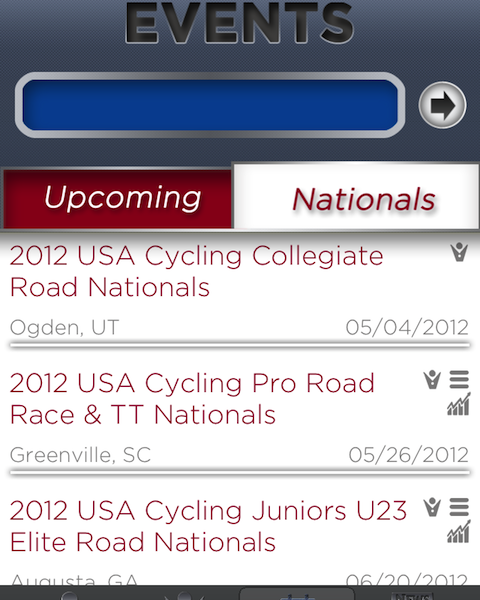 EVENTS
Upcoming
Nationals
2012 USA Cycling Collegiate
Road Nationals
Ogden, UT
05/04/2012
2012 USA Cycling Pro Road
Race & TT Nationals
Greenville, SC
05/26/2012
2012 USA Cycling Juniors U23
Elite Road Nationals
Augusta, GA
06/20/2012
News